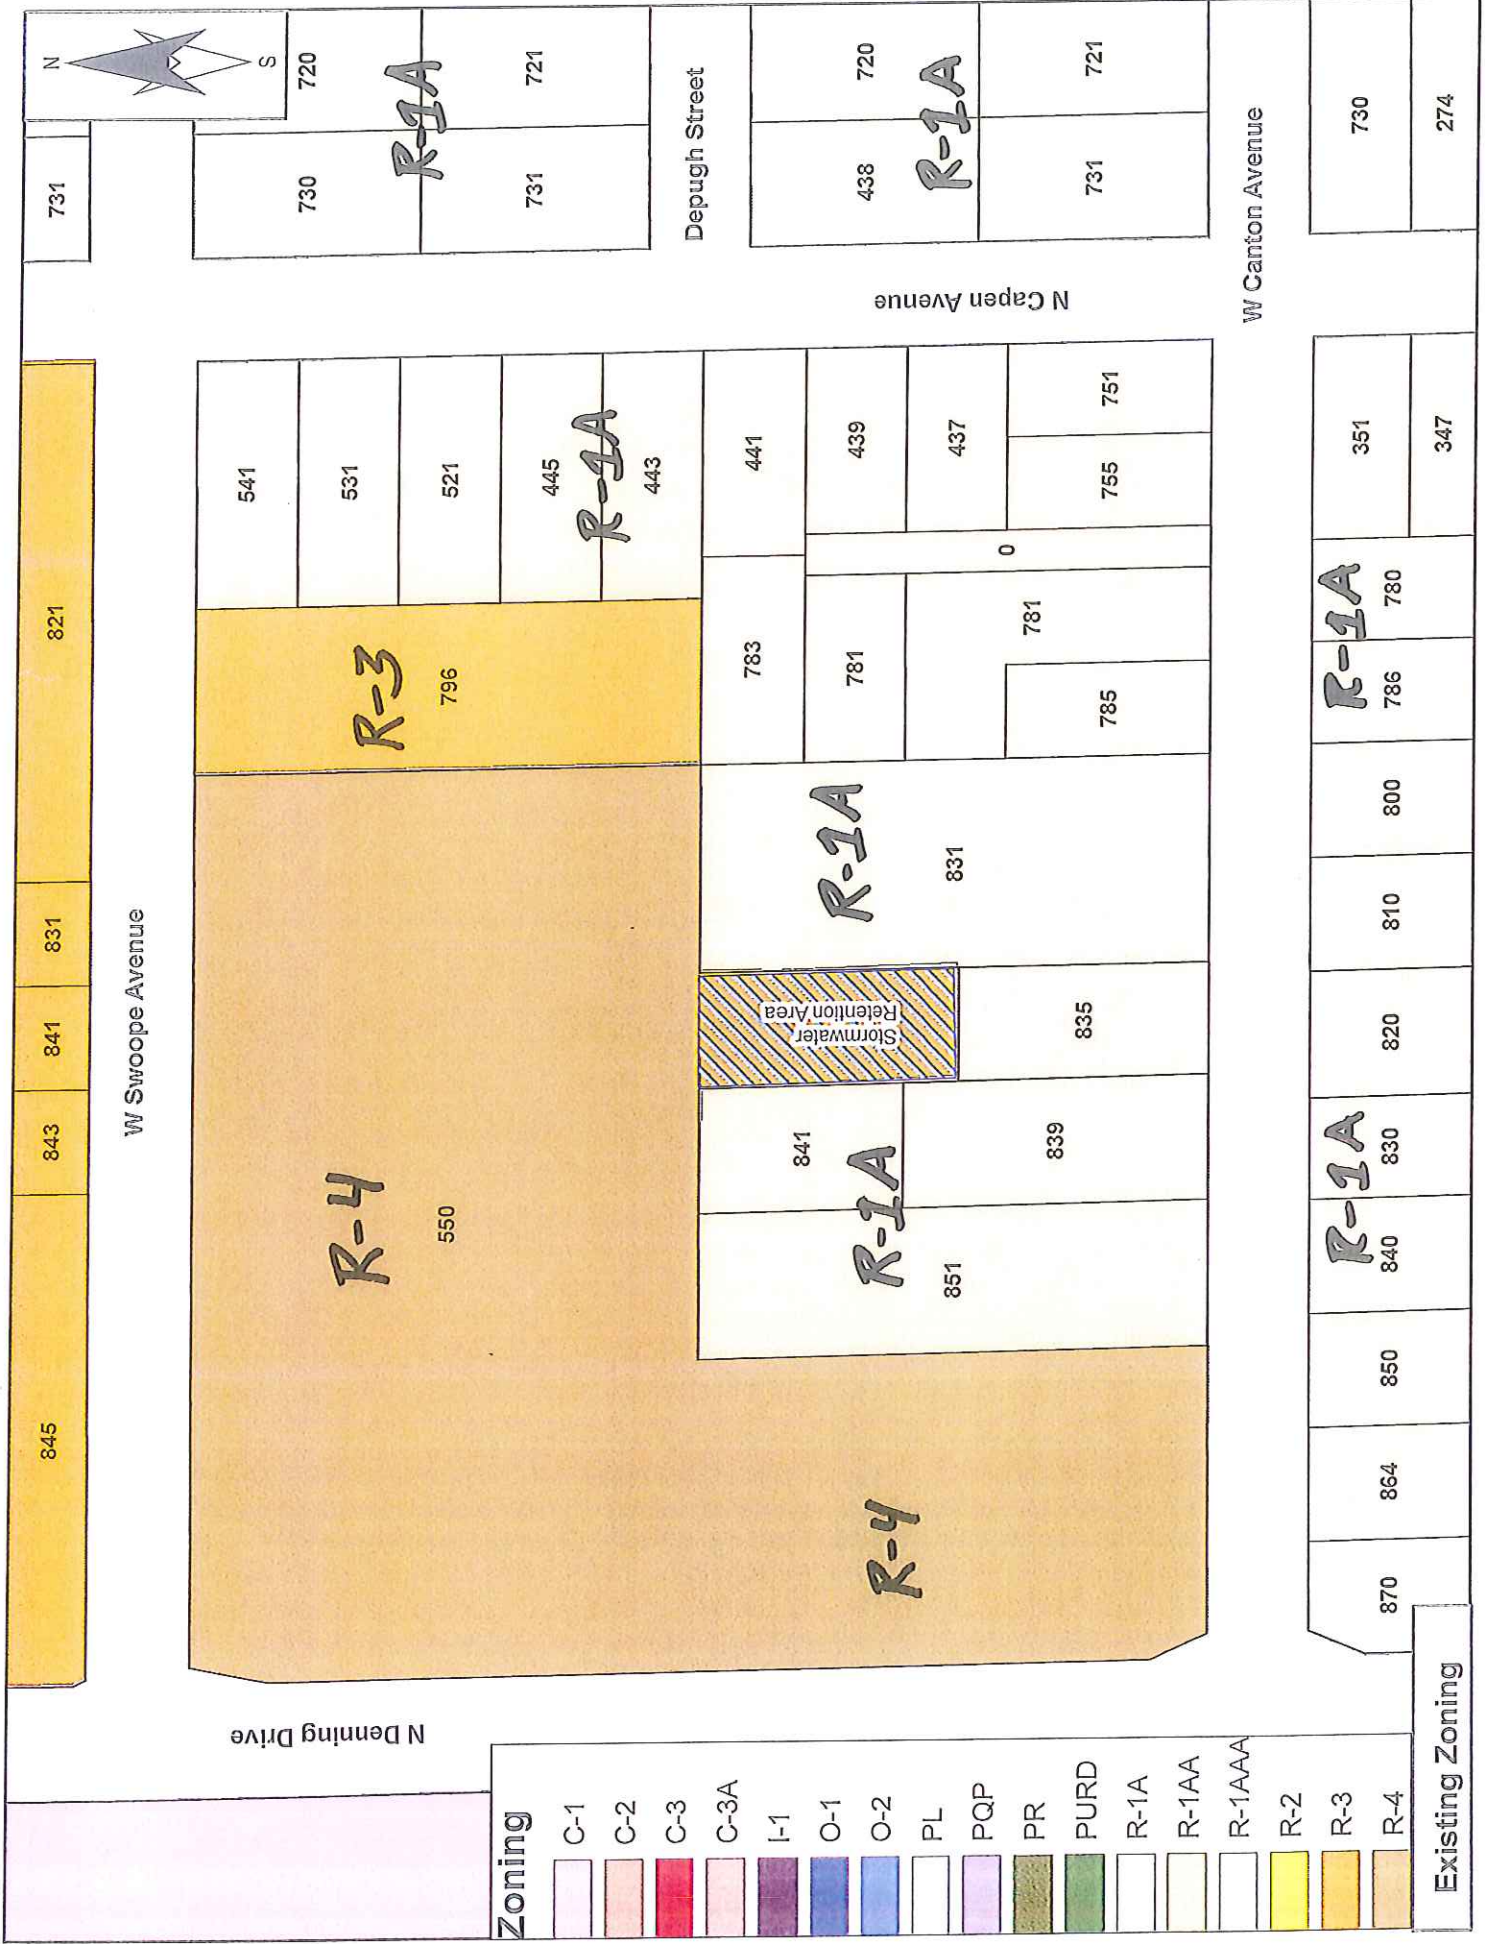 N
S
731
720
721
R-1A
730
731
Depugh Street
720
721
R-1A
438
731
W Canton Avenue
730
274
N Capen Avenue
821
831
841
843
845
W Swoope Avenue
541
531
521
445
443
R-1A
441
439
437
751
755
0
351
347
R-3
796
783
781
781
785
R-1A
780
786
800
810
820
R-1A
830
840
850
864
870
R-4
550
R-1A
831
Stormwater
Retention Area
835
841
839
R-1A
851
R-4
N Denning Drive
Zoning
C-1
C-2
C-3
C-3A
I-1
O-1
O-2
PL
PQP
PR
PURD
R-1A
R-1AA
R-1AAA
R-2
R-3
R-4
Existing Zoning